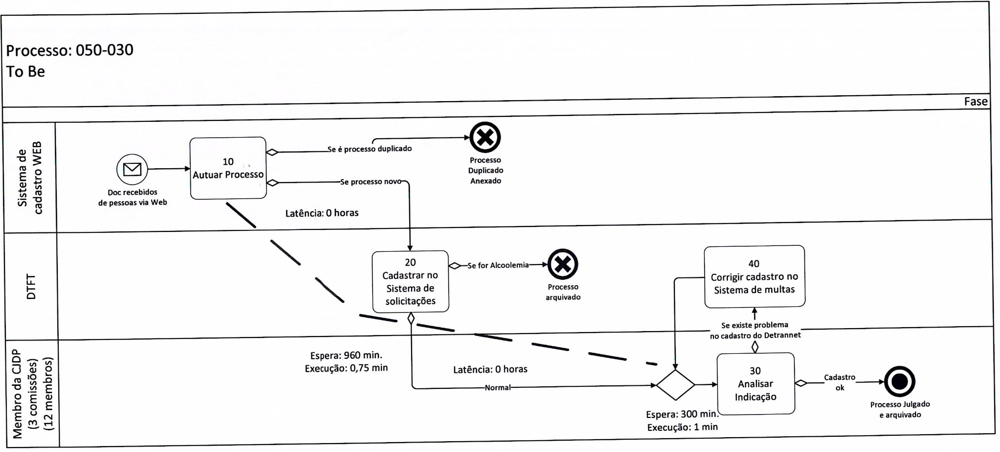 Processo: 050-030
To Be
Fase
Sistema de
cadastro WEB
Doc recebidos
de pessoas via Web
10
Autuar Processo
Se é processo duplicado
Processo
Duplicado
Anexado
Se processo novo
Latência: 0 horas
DTFT
20
Cadastrar no
Sistema de
solicitações
Se for Alcoolemia
Processo
arquivado
40
Corrigir cadastro no
Sistema de multas
Se existe problema
no cadastro do Detrannet
Membro da CJDP
(3 comissões)
(12 membros)
Espera: 960 min.
Execução: 0,75 min
Latência: 0 horas
Normal
30
Analisar
Indicação
Espera: 300 min.
Execução: 1 min
Cadastro
ok
Processo Julgado
e arquivado